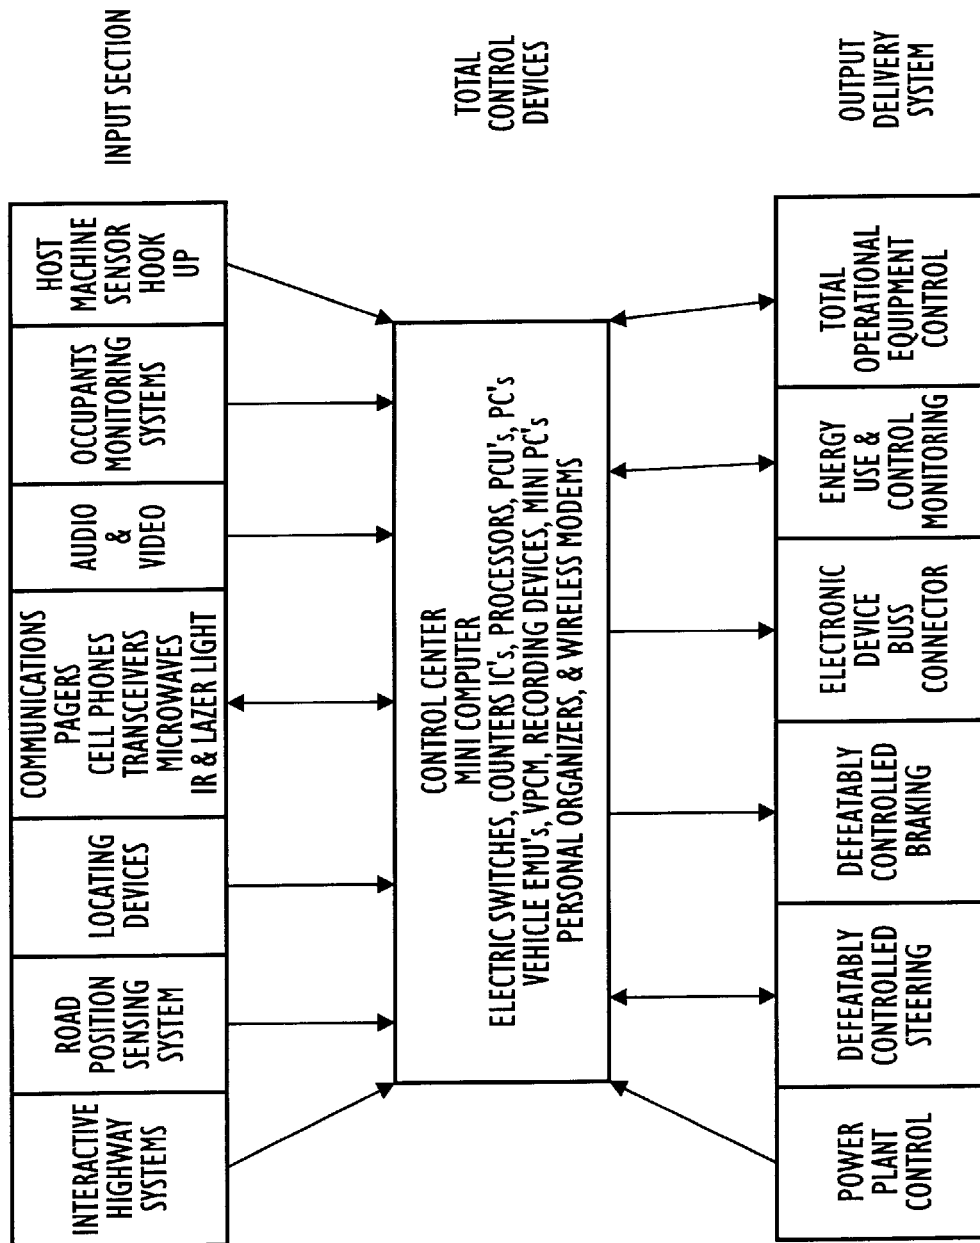 INPUT SECTION
INTERACTIVE
HIGHWAY
SYSTEMS
ROAD
POSITION
SENSING
SYSTEM
LOCATING
DEVICES
COMMUNICATIONS
PAGERS
CELL PHONES
TRANSCEIVERS
MICROWAVES
IR & LAZER LIGHT
AUDIO
&
VIDEO
OCCUPANTS
MONITORING
SYSTEMS
HOST
MACHINE
SENSOR
HOOK
UP
TOTAL
CONTROL
DEVICES
CONTROL CENTER
MINI COMPUTER
ELECTRIC SWITCHES, COUNTERS IC's, PROCESSORS, PCU's, PC's
VEHICLE EMU's, VPCM, RECORDING DEVICES, MINI PC's
PERSONAL ORGANIZERS, & WIRELESS MODEMS
OUTPUT
DELIVERY
SYSTEM
POWER
PLANT
CONTROL
DEFEATABLY
CONTROLLED
STEERING
DEFEATABLY
CONTROLLED
BRAKING
ELECTRONIC
DEVICE
BUSS
CONNECTOR
ENERGY
USE &
CONTROL
MONITORING
TOTAL
OPERATIONAL
EQUIPMENT
CONTROL